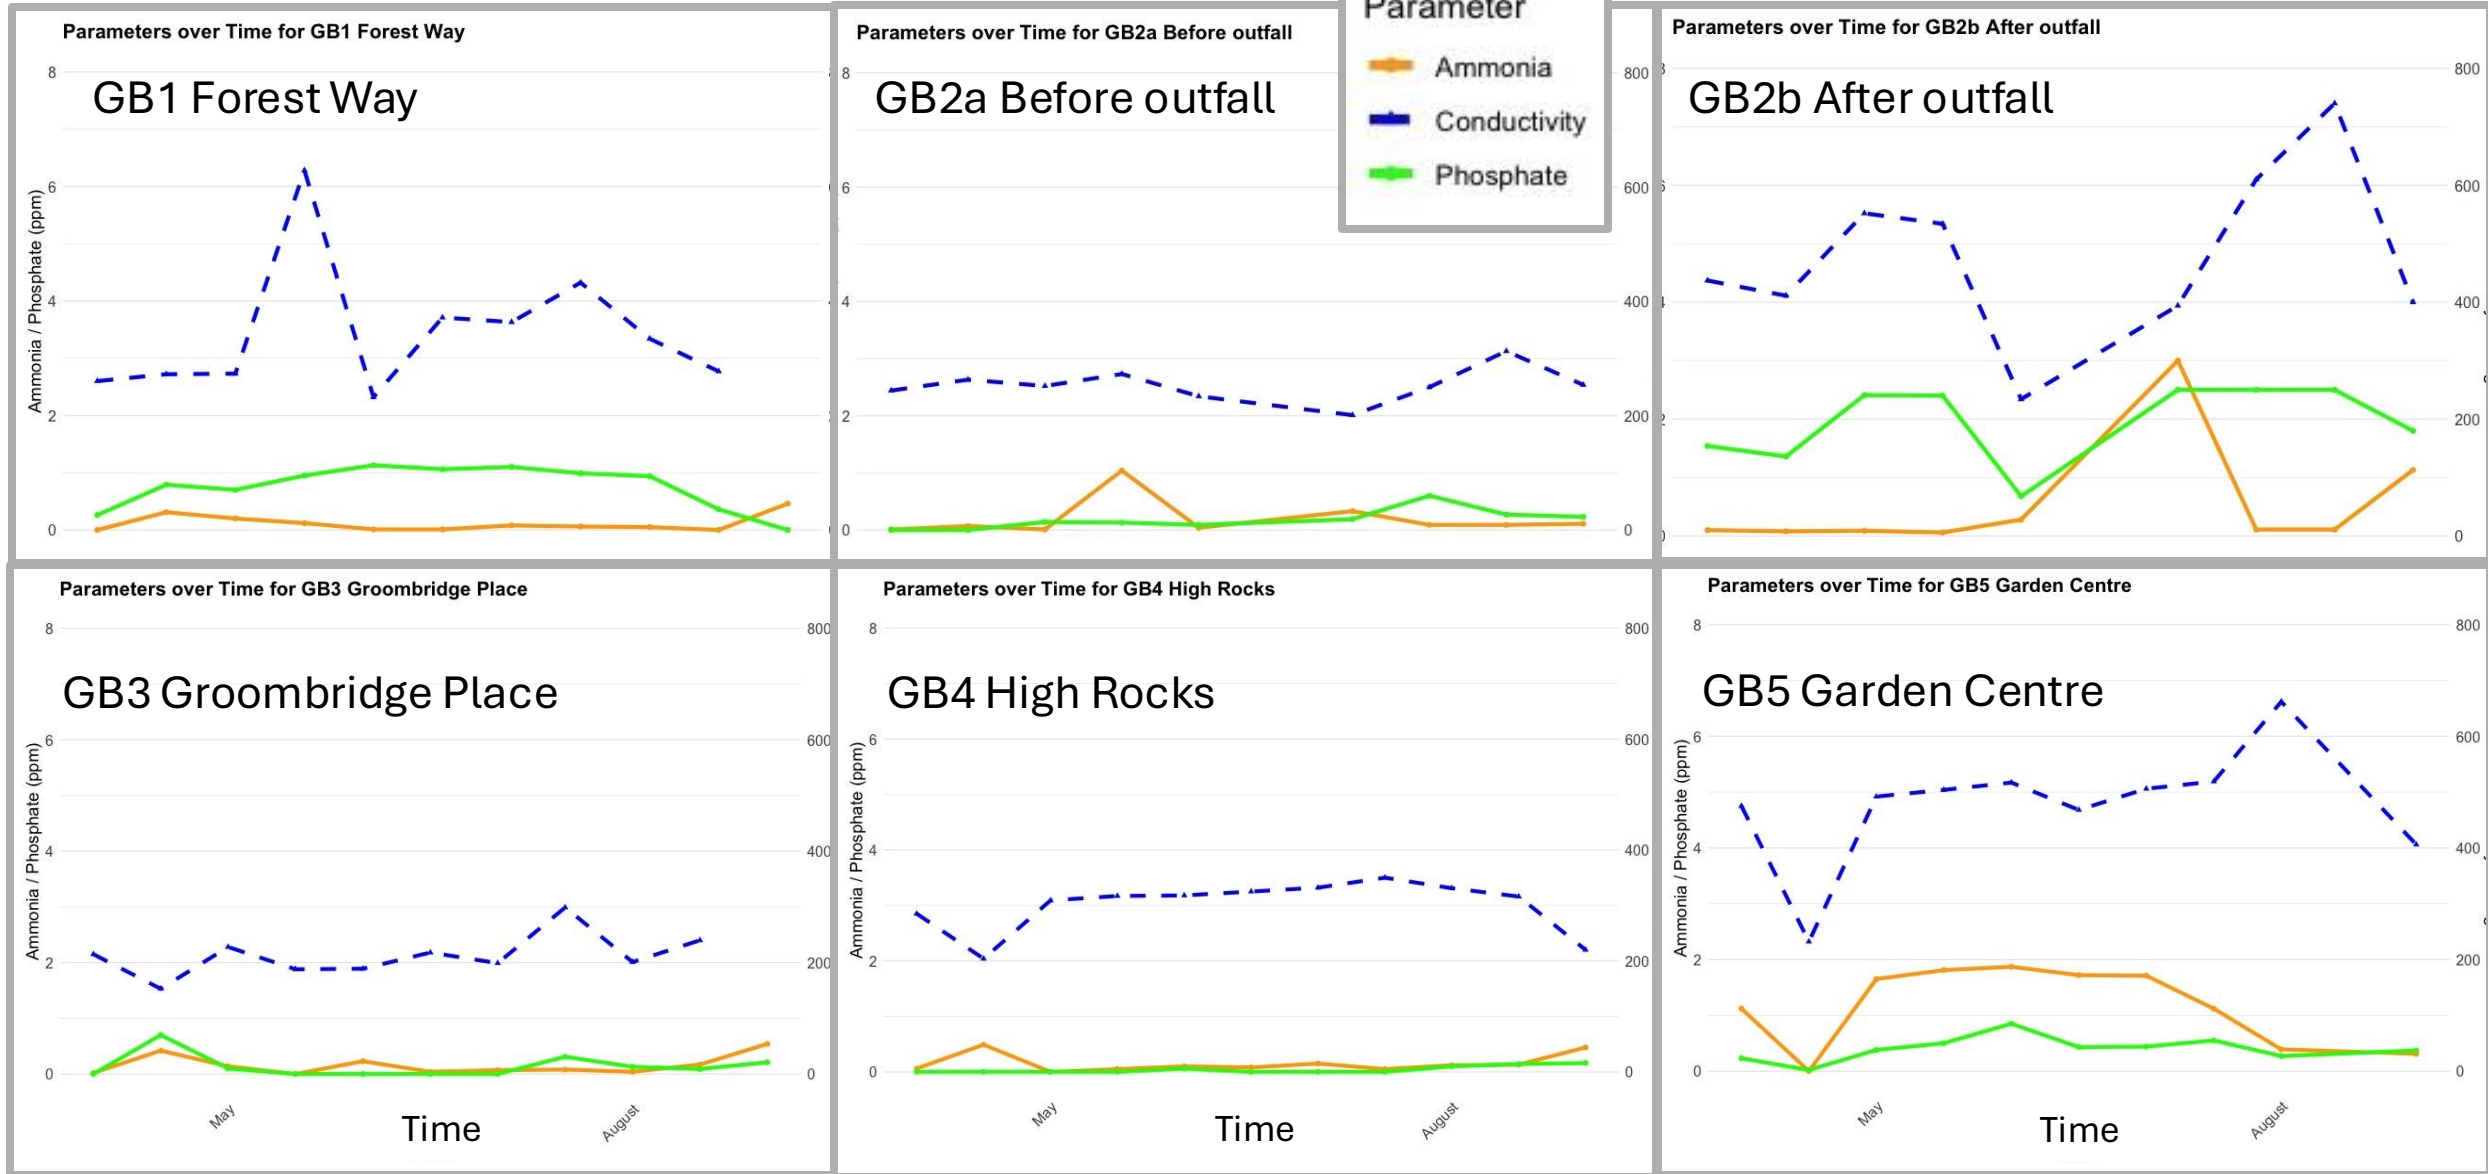 Parameters over Time for GB1 Forest Way
GB1 Forest Way
Ammonia / Phosphate (ppm)
8
6
4
2
0
Parameters over Time for GB2a Before outfall
GB2a Before outfall
8
6
4
2
0
800
600
400
200
0
Parameter
Ammonia
Conductivity
Phosphate
Parameters over Time for GB2b After outfall
GB2b After outfall
800
600
400
200
0
Parameters over Time for GB3 Groombridge Place
GB3 Groombridge Place
Ammonia / Phosphate (ppm)
8
6
4
2
0
800
600
400
200
0
May
Time
August
Parameters over Time for GB4 High Rocks
GB4 High Rocks
Ammonia / Phosphate (ppm)
8
6
4
2
0
800
600
400
200
0
May
Time
August
Parameters over Time for GB5 Garden Centre
GB5 Garden Centre
Ammonia / Phosphate (ppm)
8
6
4
2
0
800
600
400
200
0
May
Time
August